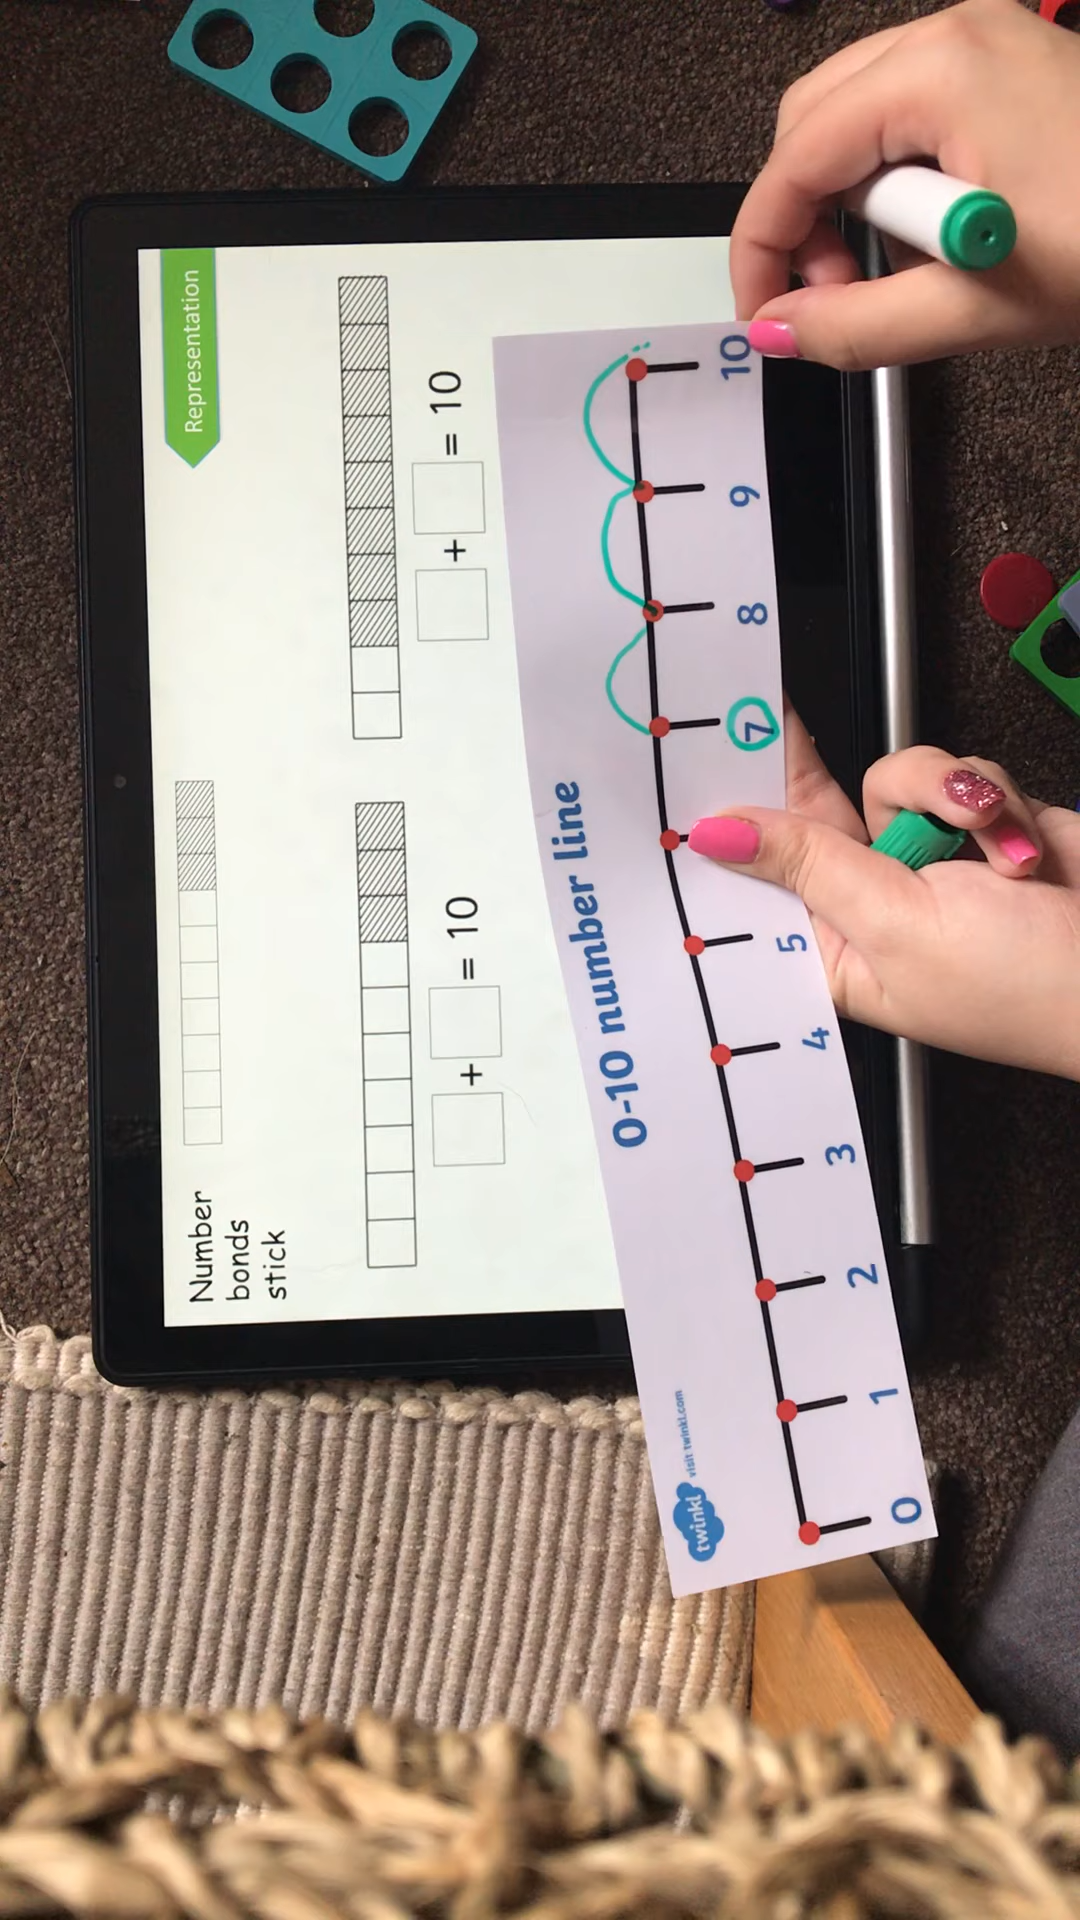 Number
bonds
stick
Representation
+ = 10
+ = 10
0-10 number line
twinkl visit twinkl.com
0 1 2 3 4 5 7 8 9 10